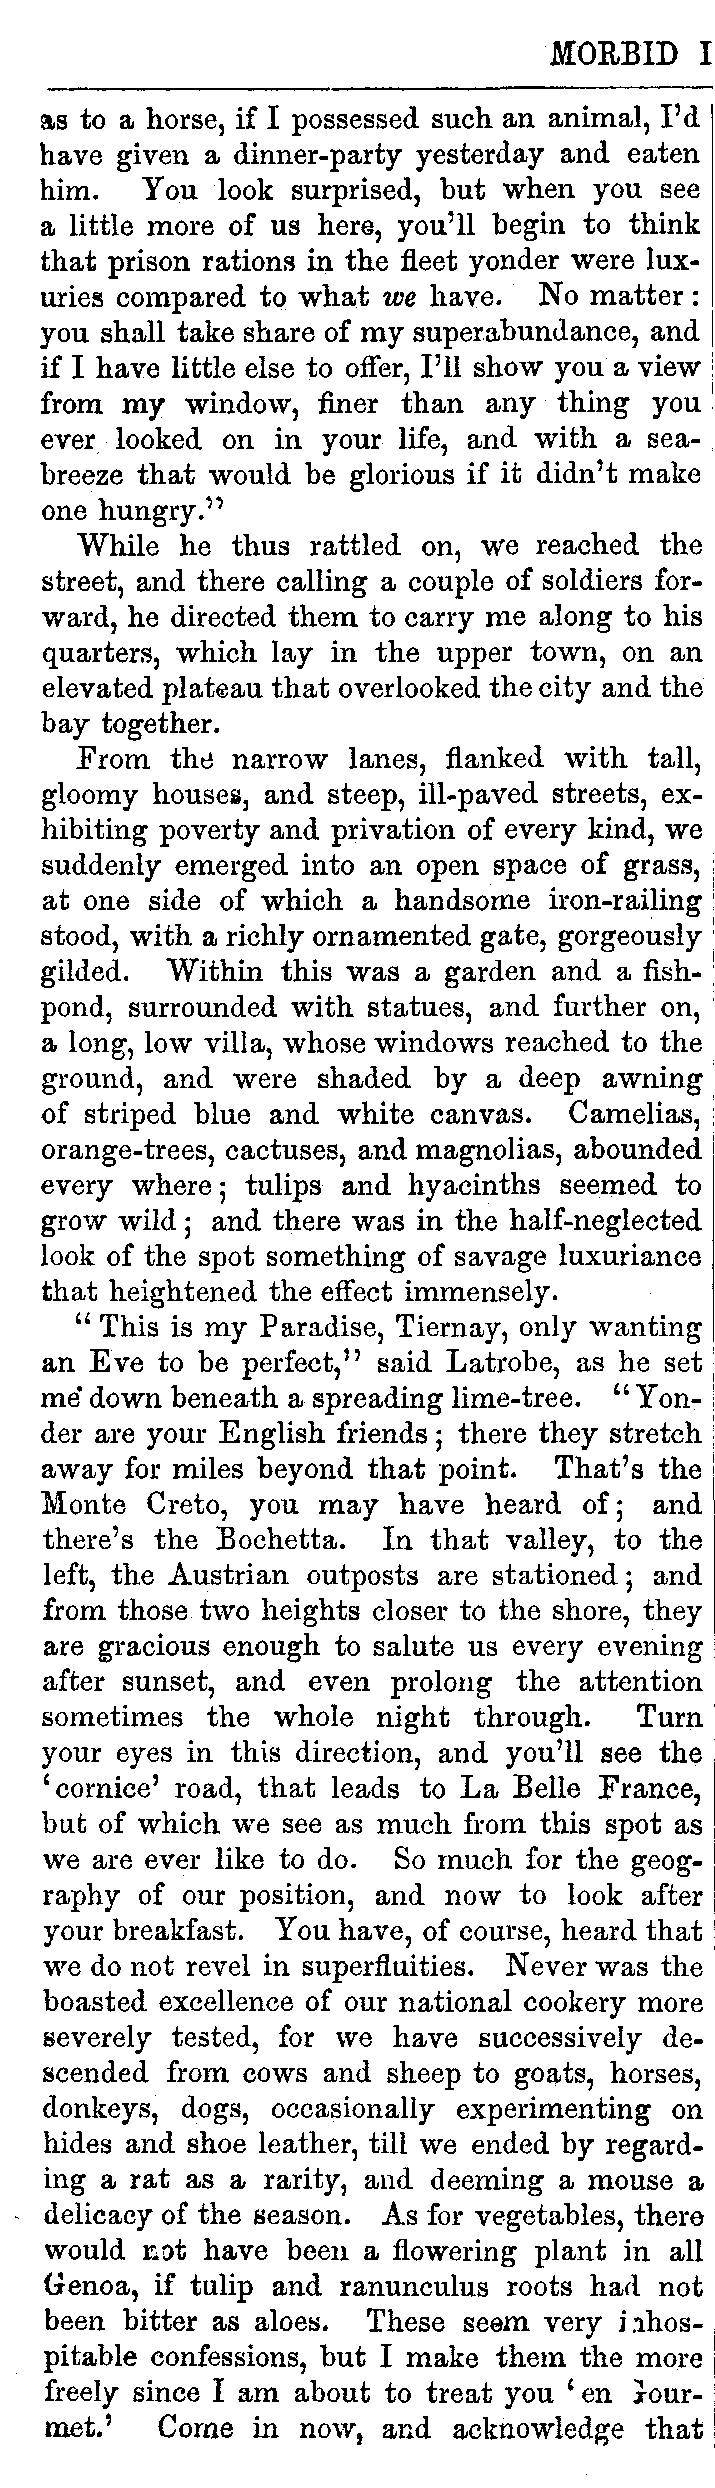 MORBID I
as to a horse, if I possessed such an animal, I'd
have given a dinner-party yesterday and eaten
him. You look surprised, but when you see
a little more of us here, you'll begin to think
that prison rations in the fleet yonder were lux-
uries compared to what we have. No matter:
you shall take share of my superabundance, and
if I have little else to offer, I'll show you a view
from my window, finer than any thing you
ever looked on in your life, and with a sea-
breeze that would be glorious if it didn't make
one hungry."
While he thus rattled on, we reached the
street, and there calling a couple of soldiers for-
ward, he directed them to carry me along to his
quarters, which lay in the upper town, on an
elevated plateau that overlooked the city and the
bay together.
From the narrow lanes, flanked with tall,
gloomy houses, and steep, ill-paved streets, ex-
hibiting poverty and privation of every kind, we
suddenly emerged into an open space of grass,
at one side of which a handsome iron-railing
stood, with a richly ornamented gate, gorgeously
gilded. Within this was a garden and a fish-
pond, surrounded with statues, and further on,
a long, low villa, whose windows reached to the
ground, and were shaded by a deep awning
of striped blue and white canvas. Camelias,
orange-trees, cactuses, and magnolias, abounded
every where; tulips and hyacinths seemed to
grow wild; and there was in the half-neglected
look of the spot something of savage luxuriance
that heightened the effect immensely.
"This is my Paradise, Tiernay, only wanting
an Eve to be perfect," said Latrobe, as he set
me down beneath a spreading lime-tree. "Yon-
der are your English friends; there they stretch
away for miles beyond that point. That's the
Monte Creto, you may have heard of; and
there's the Bochetta. In that valley, to the
left, the Austrian outposts are stationed; and
from those two heights closer to the shore, they
are gracious enough to salute us every evening
after sunset, and even prolong the attention
sometimes the whole night through. Turn
your eyes in this direction, and you'll see the
'cornice' road, that leads to La Belle France,
but of which we see as much from this spot as
we are ever like to do. So much for the geog-
raphy of our position, and now to look after
your breakfast. You have, of course, heard that
we do not revel in superfluities. Never was the
boasted excellence of our national cookery more
severely tested, for we have successively de-
scended from cows and sheep to goats, horses,
donkeys, dogs, occasionally experimenting on
hides and shoe leather, till we ended by regard-
ing a rat as a rarity, and deeming a mouse a
delicacy of the season. As for vegetables, there
would not have been a flowering plant in all
Genoa, if tulip and ranunculus roots had not
been bitter as aloes. These seem very inhos-
pitable confessions, but I make them the more
freely since I am about to treat you 'en gour-
met.' Come in now, and acknowledge that